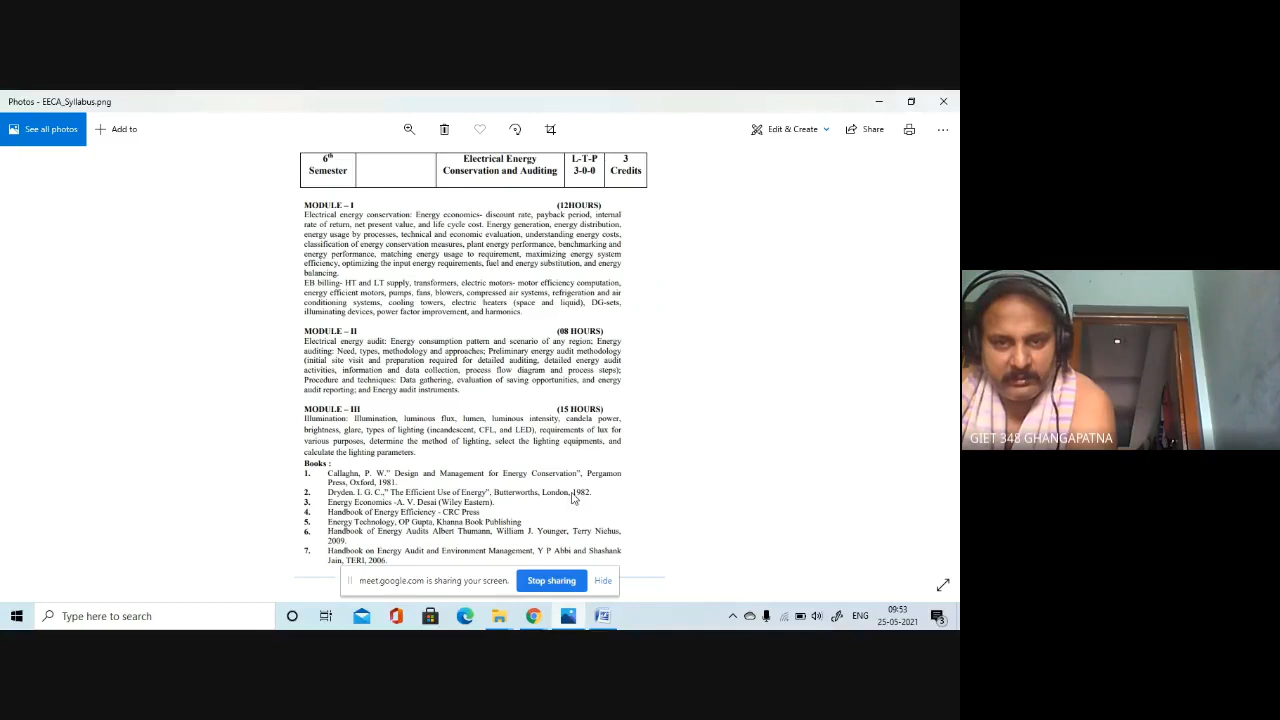 Photos - EECA_Syllabus.png
See all photos
Add to
Edit & Create
Share
6th Semester
Electrical Energy Conservation and Auditing
L-T-P 3-0-0
3 Credits
MODULE – I (12HOURS)
Electrical energy conservation: Energy economics- discount rate, payback period, internal
rate of return, net present value, and life cycle cost. Energy generation, energy distribution,
energy usage by processes, technical and economic evaluation, understanding energy costs,
classification of energy conservation measures, plant energy performance, benchmarking and
energy performance, matching energy usage to requirement, maximizing energy system
efficiency, optimizing the input energy requirements, fuel and energy substitution, and energy
balancing.
EB billing- HT and LT supply, transformers, electric motors- motor efficiency computation,
energy efficient motors, pumps, fans, blowers, compressed air systems, refrigeration and air
conditioning systems, cooling towers, electric heaters (space and liquid), DG-sets,
illuminating devices, power factor improvement, and harmonics.
MODULE – II (08 HOURS)
Electrical energy audit: Energy consumption pattern and scenario of any region; Energy
auditing: Need, types, methodology and approaches; Preliminary energy audit methodology
(initial site visit and preparation required for detailed auditing, detailed energy audit
activities, information and data collection, process flow diagram and process steps);
Procedure and techniques: Data gathering, evaluation of saving opportunities, and energy
audit reporting; and Energy audit instruments.
MODULE – III (15 HOURS)
Illumination: Illumination, luminous flux, lumen, luminous intensity, candela power,
brightness, glare, types of lighting (incandescent, CFL, and LED), requirements of lux for
various purposes, determine the method of lighting, select the lighting equipments, and
calculate the lighting parameters.
Books :
1. Callaghn, P. W." Design and Management for Energy Conservation", Pergamon
Press, Oxford, 1981.
2. Dryden. I. G. C.," The Efficient Use of Energy", Butterworths, London, 1982.
3. Energy Economics -A. V. Desai (Wiley Eastern).
4. Handbook of Energy Efficiency - CRC Press
5. Energy Technology, OP Gupta, Khanna Book Publishing
6. Handbook of Energy Audits Albert Thumann, William J. Younger, Terry Niehus,
2009.
7. Handbook on Energy Audit and Environment Management, Y P Abbi and Shashank
Jain, TERI, 2006.
meet.google.com is sharing your screen.
Stop sharing
Hide
Type here to search
ENG
09:53
25-05-2021
3
GIET 348 GHANGAPATNA